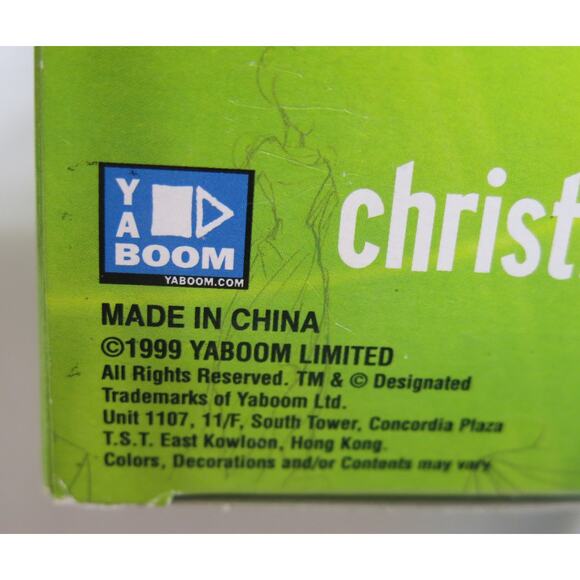 YA
BOOM
YABOOM.COM
christ
MADE IN CHINA
©1999 YABOOM LIMITED
All Rights Reserved. TM & © Designated
Trademarks of Yaboom Ltd.
Unit 1107, 11/F, South Tower, Concordia Plaza
T.S.T. East Kowloon, Hong Kong.
Colors, Decorations and/or Contents may vary